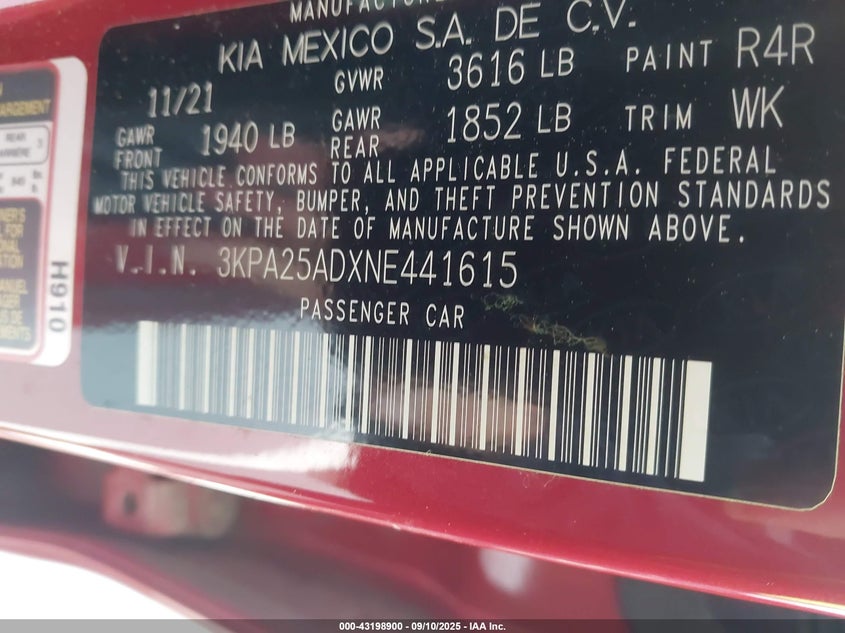 MANUFACTURE
KIA MEXICO S.A. DE C.V.
11/21 GVWR 3616 LB PAINT R4R
GAWR FRONT 1940 LB GAWR REAR 1852 LB TRIM WK
THIS VEHICLE CONFORMS TO ALL APPLICABLE U.S.A. FEDERAL
MOTOR VEHICLE SAFETY, BUMPER, AND THEFT PREVENTION STANDARDS
IN EFFECT ON THE DATE OF MANUFACTURE SHOWN ABOVE.
V.I.N. 3KPA25ADXNE441615
PASSENGER CAR
REAR
H910
000-43198900 - 09/10/2025 - IAA Inc.